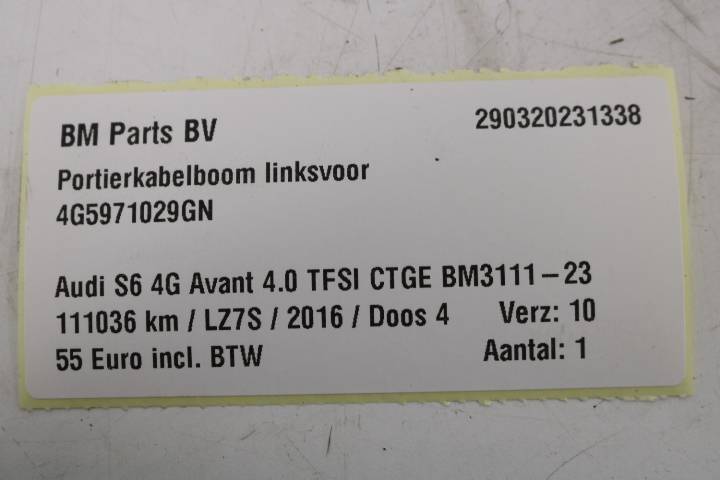 BM Parts BV 290320231338
Portierkabelboom linksvoor
4G5971029GN
Audi S6 4G Avant 4.0 TFSI CTGE BM3111-23
111036 km / LZ7S / 2016 / Doos 4 Verz: 10
55 Euro incl. BTW Aantal: 1